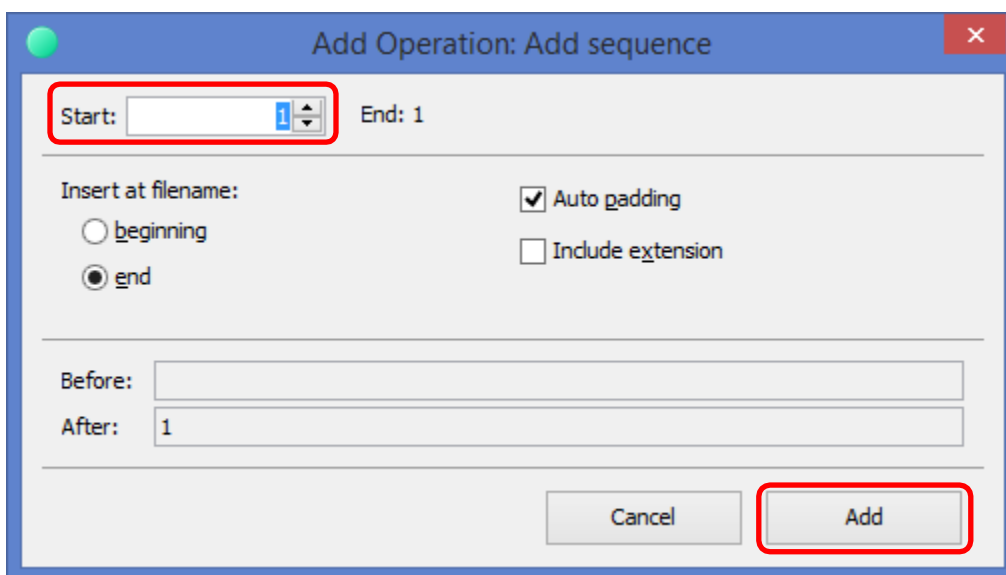 Add Operation: Add sequence
Start: 1 End: 1
Insert at filename:
beginning
end
Auto padding
Include extension
Before:
After: 1
Cancel Add